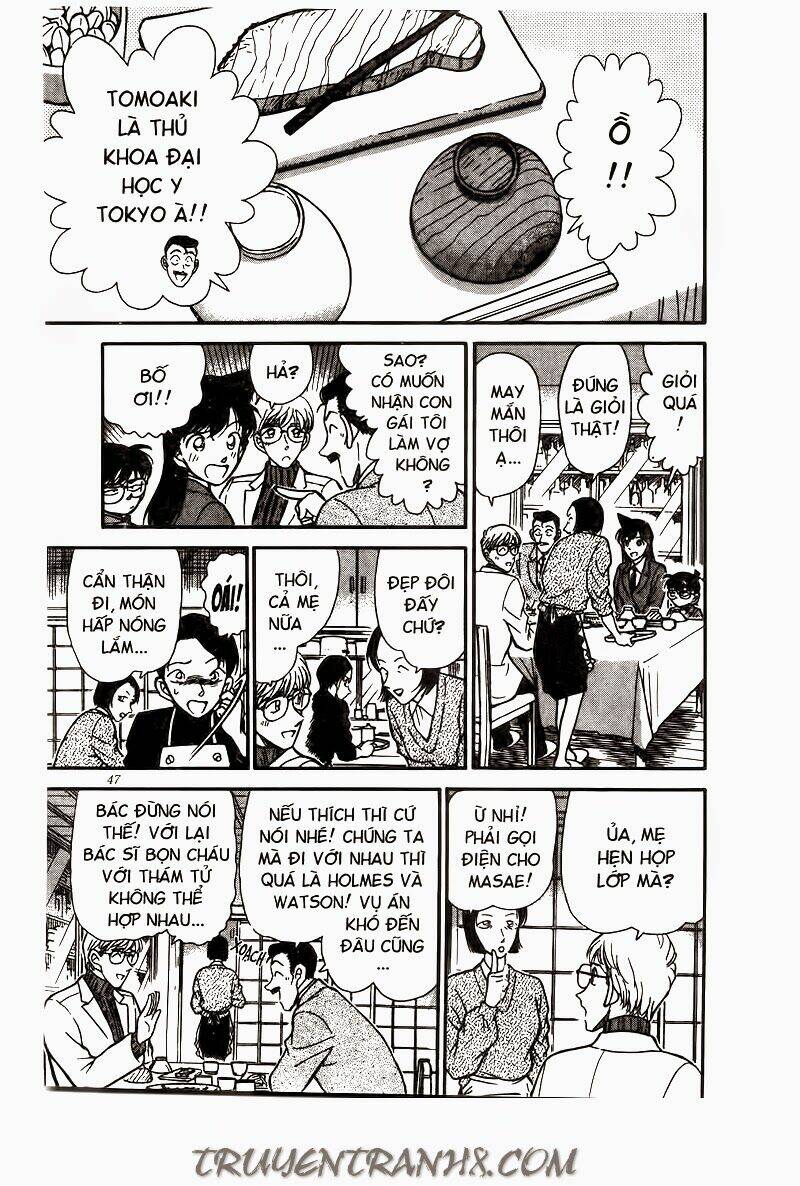 Ồ
!!
TOMOAKI
LÀ THỦ
KHOA ĐẠI
HỌC Y
TOKYO À!!
GIỎI
QUÁ
!
ĐÚNG
LÀ GIỎI
THẬT!
MAY
MẮN
THÔI
Ạ...
SAO?
CÓ MUỐN
NHẬN CON
GÁI TÔI
LÀM VỢ
KHÔNG
?
HẢ?
BỐ
ƠI!!
ĐẸP ĐÔI
ĐẤY
CHỨ?
THÔI,
CẢ MẸ
NỮA
...
OÁI!
CẨN THẬN
ĐI, MÓN
HẤP NÓNG
LẮM...
47
ỦA, MẸ
HẸN HỌP
LỚP MÀ?
Ừ NHỈ!
PHẢI GỌI
ĐIỆN CHO
MASAE!
NẾU THÍCH THÌ CỨ
NÓI NHÉ! CHÚNG TA
MÀ ĐI VỚI NHAU THÌ
QUÁ LÀ HOLMES VÀ
WATSON! VỤ ÁN
KHÓ ĐẾN
ĐÂU CŨNG
...
XOẠCH!
BÁC ĐỪNG NÓI
THẾ! VỚI LẠI
BÁC SĨ BỌN CHÁU
VỚI THÁM TỬ
KHÔNG THỂ
HỢP NHAU...
TRUYENTRANH8.COM